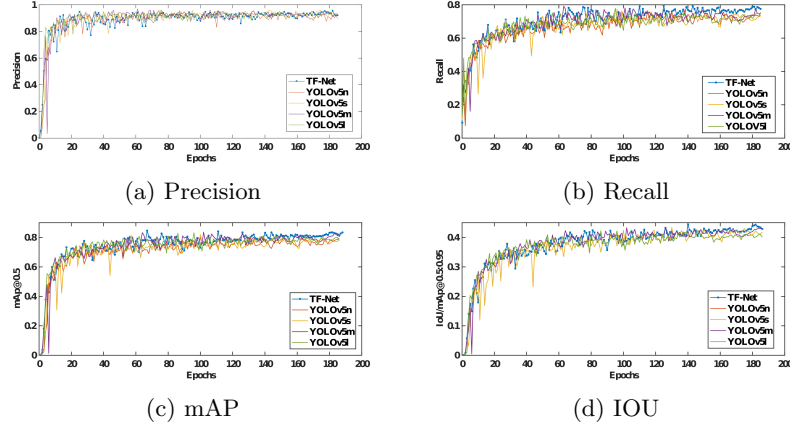 1
0.8
0.6
0.4
0.2
0
Precision
TF-Net
YOLOv5n
YOLOv5s
YOLOv5m
YOLOv5l
0 20 40 60 80 100 120 140 160 180 200
Epochs
(a) Precision
0.8
0.6
0.4
0.2
0
Recall
TF-Net
YOLOv5n
YOLOv5s
YOLOv5m
YOLOv5l
0 20 40 60 80 100 120 140 160 180 200
Epochs
(b) Recall
0.8
0.6
0.4
0.2
0
mAp@0.5
TF-Net
YOLOv5n
YOLOv5s
YOLOv5m
YOLOv5l
0 20 40 60 80 100 120 140 160 180 200
Epochs
(c) mAP
0.4
0.3
0.2
0.1
0
IoU/mAp@0.5:0.95
TF-Net
YOLOv5n
YOLOv5s
YOLOv5m
YOLOv5l
0 20 40 60 80 100 120 140 160 180 200
Epochs
(d) IOU